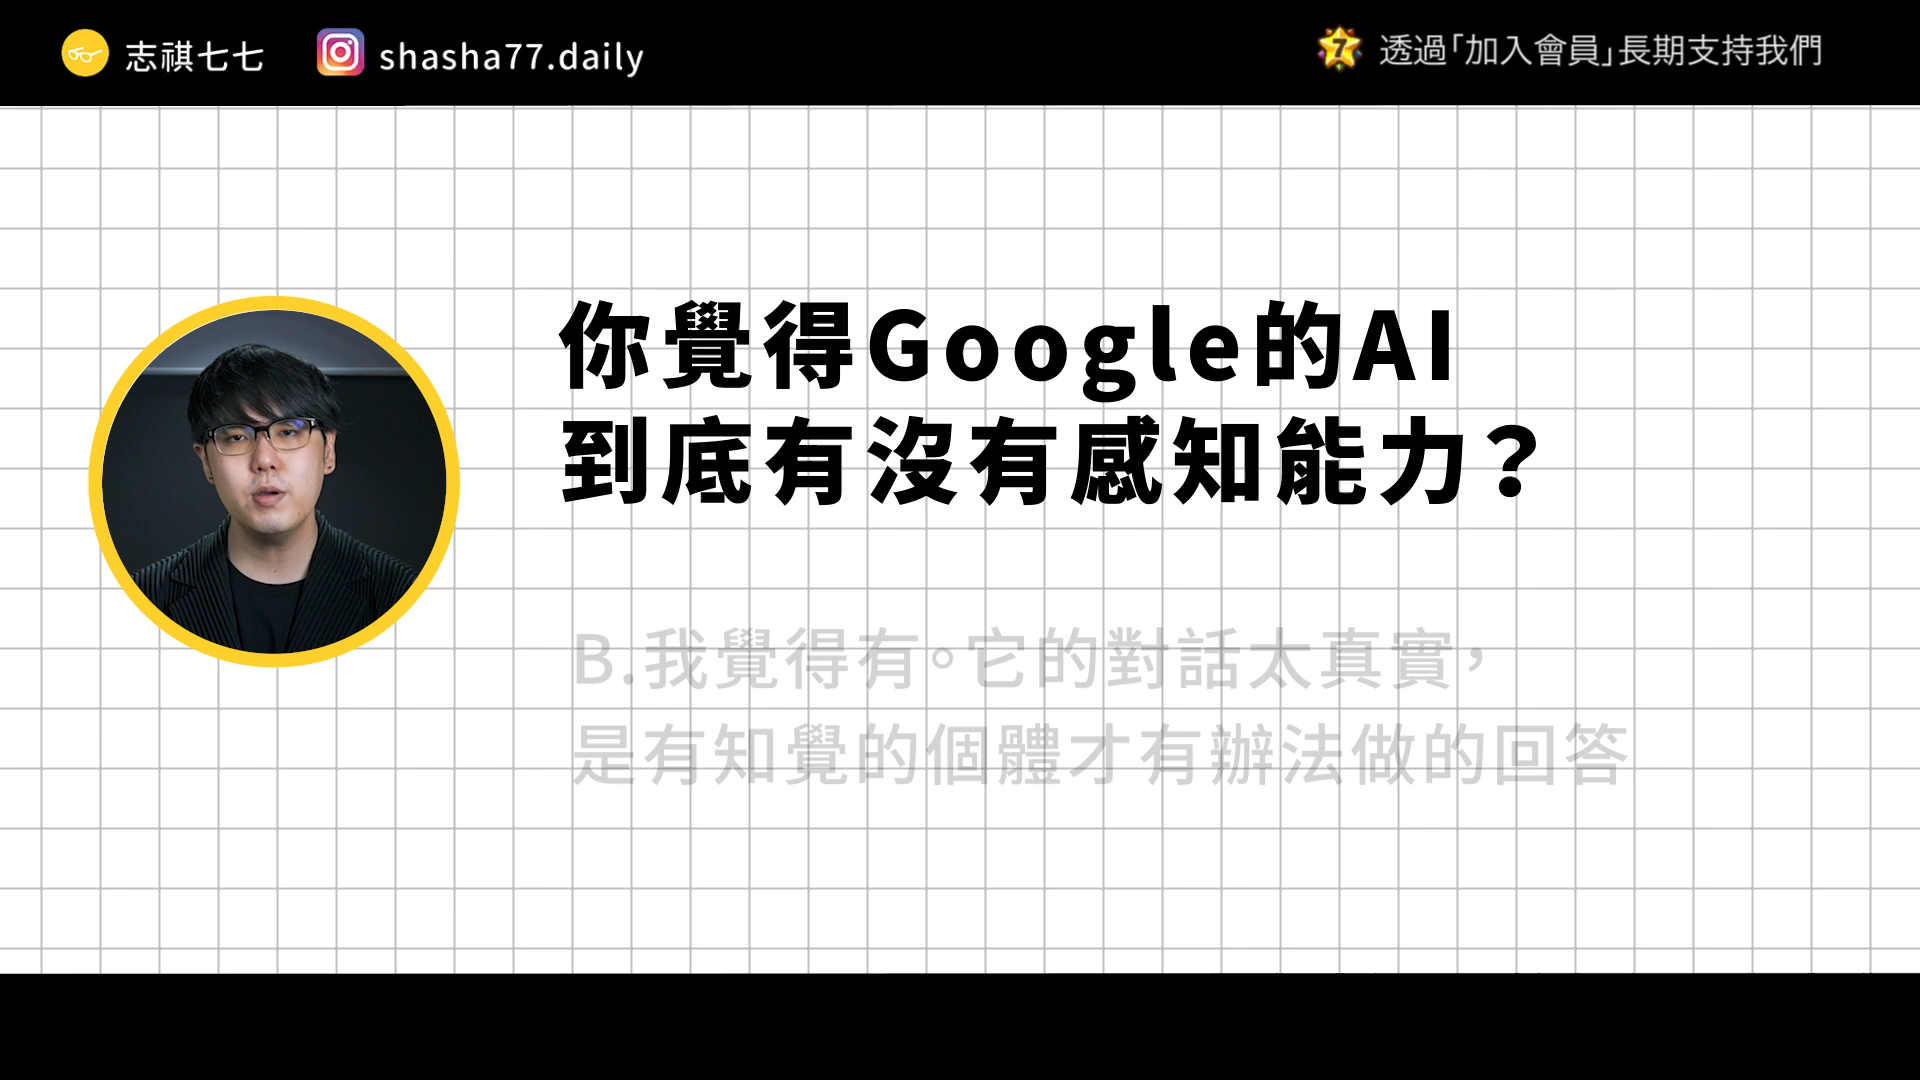 志祺七七
shasha77.daily
7
透過「加入會員」長期支持我們
你覺得Google的AI
到底有沒有感知能力？
B.我覺得有。它的對話太真實，
是有知覺的個體才有辦法做的回答